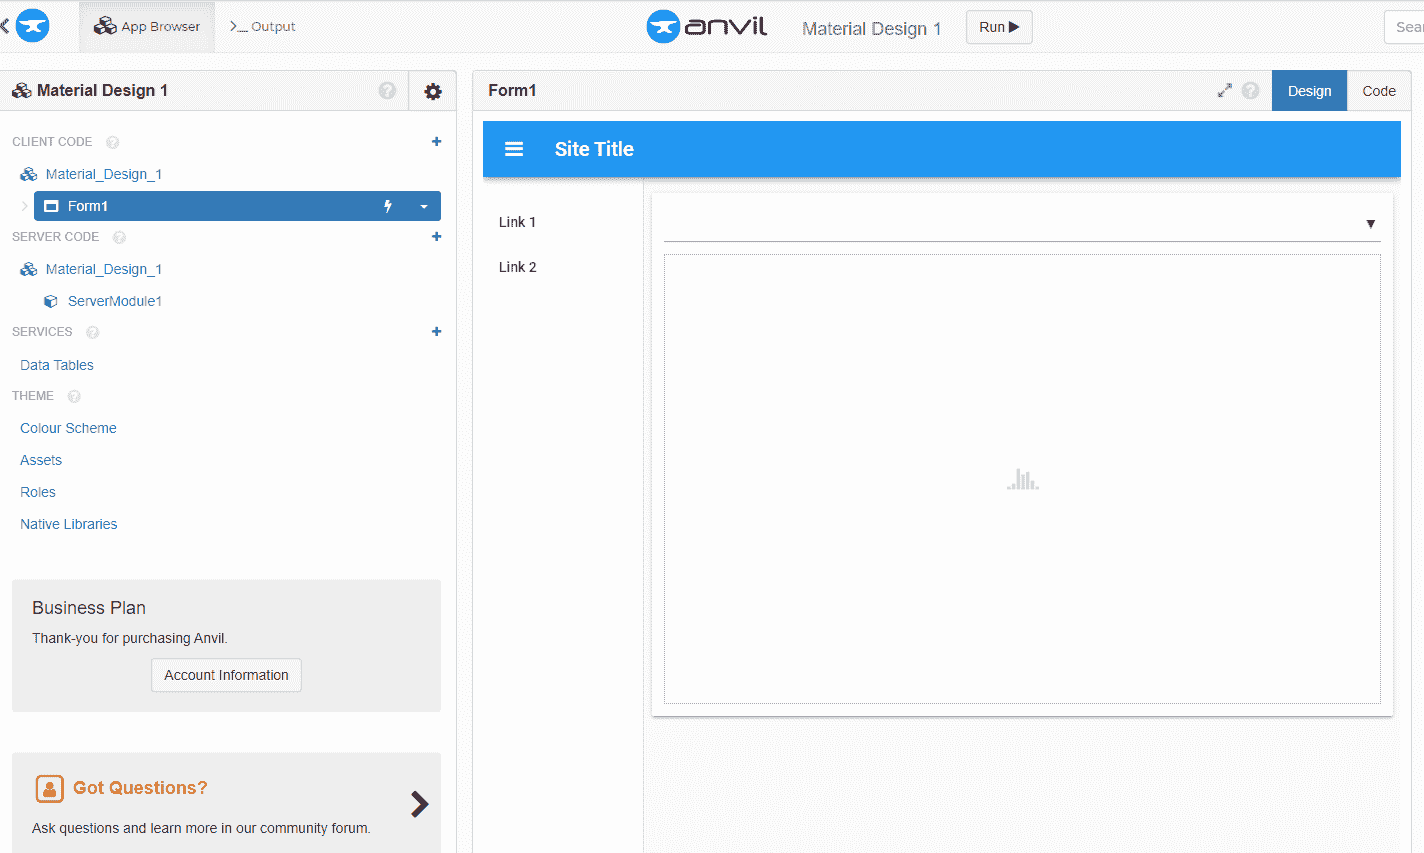 App Browser
>_ Output
anvil
Material Design 1
Run
Sear
Material Design 1
CLIENT CODE
Material_Design_1
Form1
SERVER CODE
Material_Design_1
ServerModule1
SERVICES
Data Tables
THEME
Colour Scheme
Assets
Roles
Native Libraries
Business Plan
Thank-you for purchasing Anvil.
Account Information
Got Questions?
Ask questions and learn more in our community forum.
Form1
Design
Code
Site Title
Link 1
Link 2